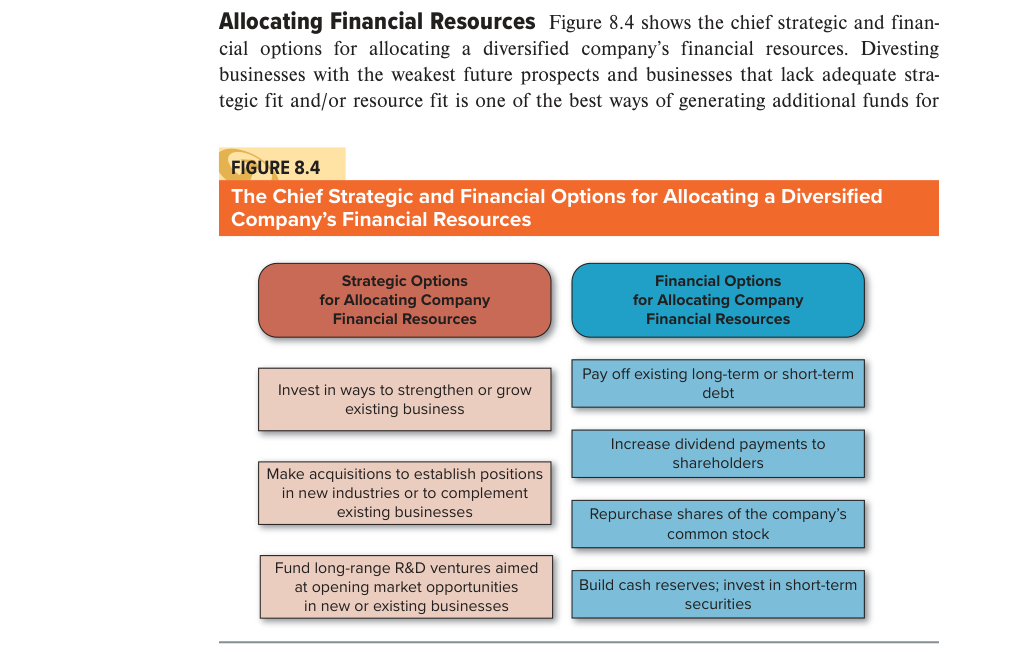 Allocating Financial Resources Figure 8.4 shows the chief strategic and finan-
cial options for allocating a diversified company's financial resources. Divesting
businesses with the weakest future prospects and businesses that lack adequate stra-
tegic fit and/or resource fit is one of the best ways of generating additional funds for
FIGURE 8.4
The Chief Strategic and Financial Options for Allocating a Diversified
Company's Financial Resources
Strategic Options
for Allocating Company
Financial Resources
Invest in ways to strengthen or grow
existing business
Make acquisitions to establish positions
in new industries or to complement
existing businesses
Fund long-range R&D ventures aimed
at opening market opportunities
in new or existing businesses
Financial Options
for Allocating Company
Financial Resources
Pay off existing long-term or short-term
debt
Increase dividend payments to
shareholders
Repurchase shares of the company's
common stock
Build cash reserves; invest in short-term
securities